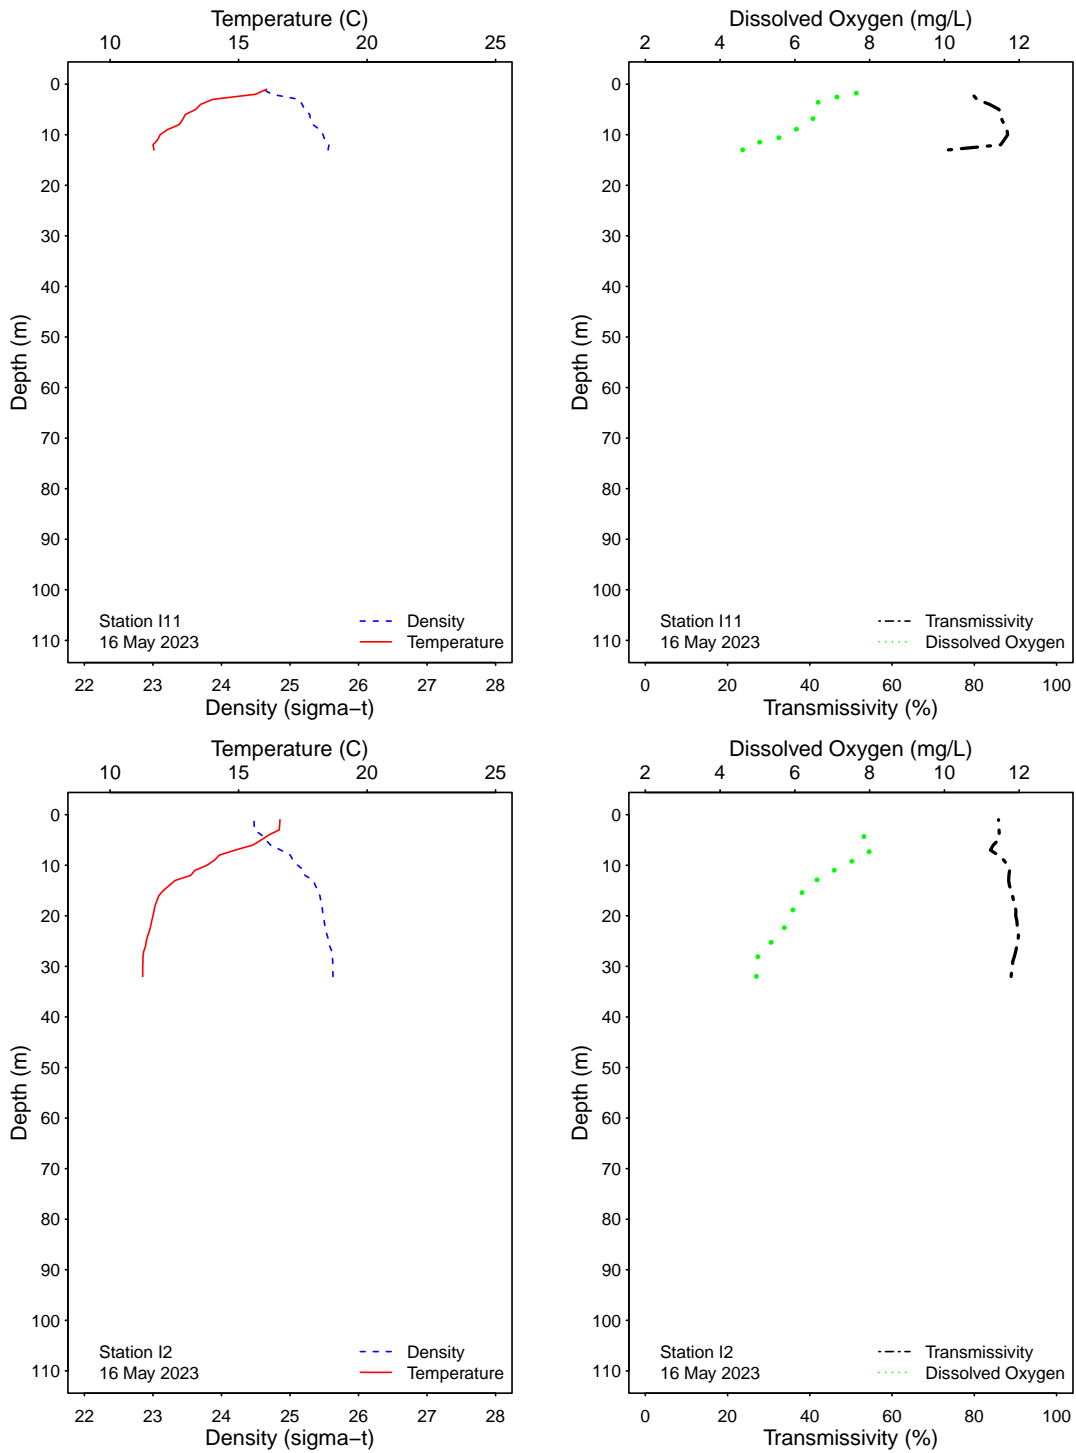 Temperature (C)
10 15 20 25
0
10
20
30
40
50
60
70
80
90
100
110
Depth (m)
Station I11
16 May 2023
Density
Temperature
22 23 24 25 26 27 28
Density (sigma−t)
Dissolved Oxygen (mg/L)
2 4 6 8 10 12
0
10
20
30
40
50
60
70
80
90
100
110
Depth (m)
Station I11
16 May 2023
Transmissivity
Dissolved Oxygen
0 20 40 60 80 100
Transmissivity (%)
Temperature (C)
10 15 20 25
0
10
20
30
40
50
60
70
80
90
100
110
Depth (m)
Station I2
16 May 2023
Density
Temperature
22 23 24 25 26 27 28
Density (sigma−t)
Dissolved Oxygen (mg/L)
2 4 6 8 10 12
0
10
20
30
40
50
60
70
80
90
100
110
Depth (m)
Station I2
16 May 2023
Transmissivity
Dissolved Oxygen
0 20 40 60 80 100
Transmissivity (%)